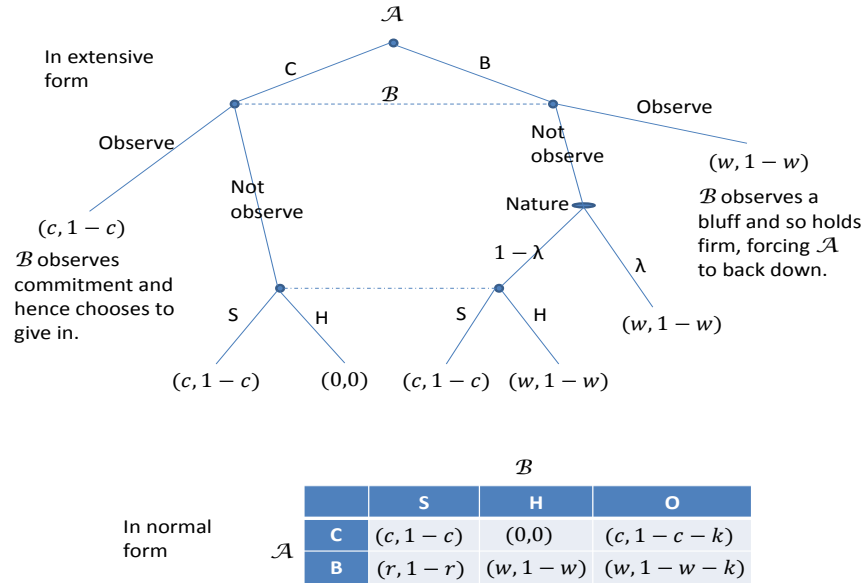 𝒜
In extensive
form
C
B
ℬ
Observe
Observe
Not
observe
Not
observe
(w, 1 − w)
Nature
ℬ observes a
bluff and so holds
firm, forcing 𝒜
to back down.
(c, 1 − c)
ℬ observes
commitment and
hence chooses to
give in.
1 − λ
λ
S
H
S
H
(w, 1 − w)
(c, 1 − c)
(0,0)
(c, 1 − c)
(w, 1 − w)
ℬ
In normal
form
𝒜
S H O
C (c, 1 − c) (0,0) (c, 1 − c − k)
B (r, 1 − r) (w, 1 − w) (w, 1 − w − k)